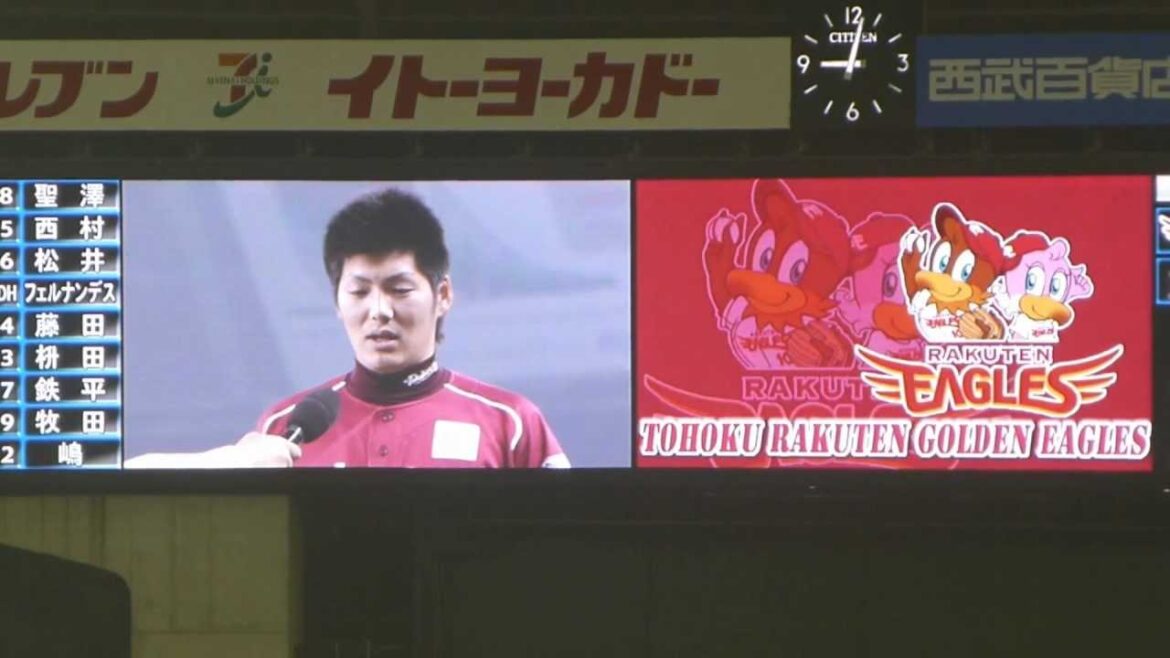 レブン
イトーヨーカドー
12
CITIZEN
9 3
6
西武百貨店
8 聖澤
5 西村
6 松井
DH フェルナンデス
4 藤田
3 枡田
7 鉄平
9 牧田
2 嶋
EAGLES
RAKUTEN
EAGLES
RAKUTEN
EAGLES
TOHOKU RAKUTEN GOLDEN EAGLES